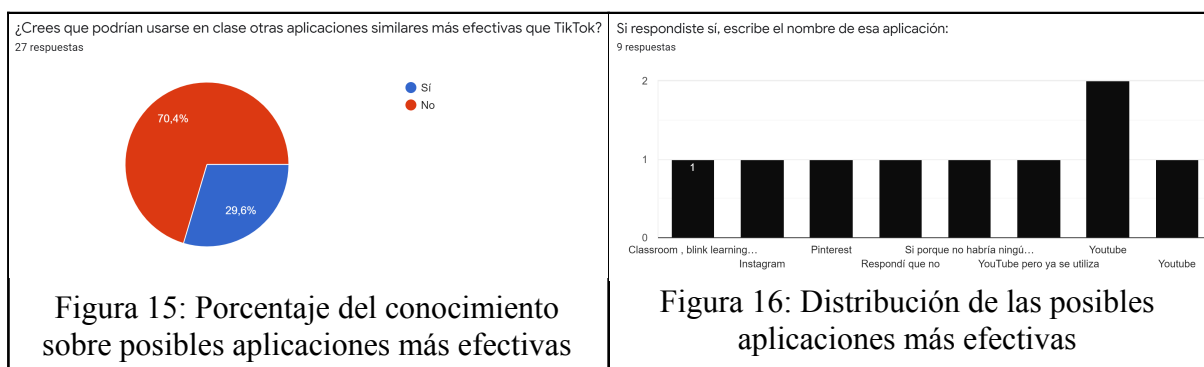 ¿Crees que podrían usarse en clase otras aplicaciones similares más efectivas que TikTok?
27 respuestas
Sí
No
70,4%
29,6%
Figura 15: Porcentaje del conocimiento
sobre posibles aplicaciones más efectivas
Si respondiste sí, escribe el nombre de esa aplicación:
9 respuestas
2
1
0
1
Classroom , blink learning…
Instagram
Pinterest
Respondí que no
Si porque no habría ningú…
YouTube pero ya se utiliza
Youtube
Youtube
Figura 16: Distribución de las posibles
aplicaciones más efectivas